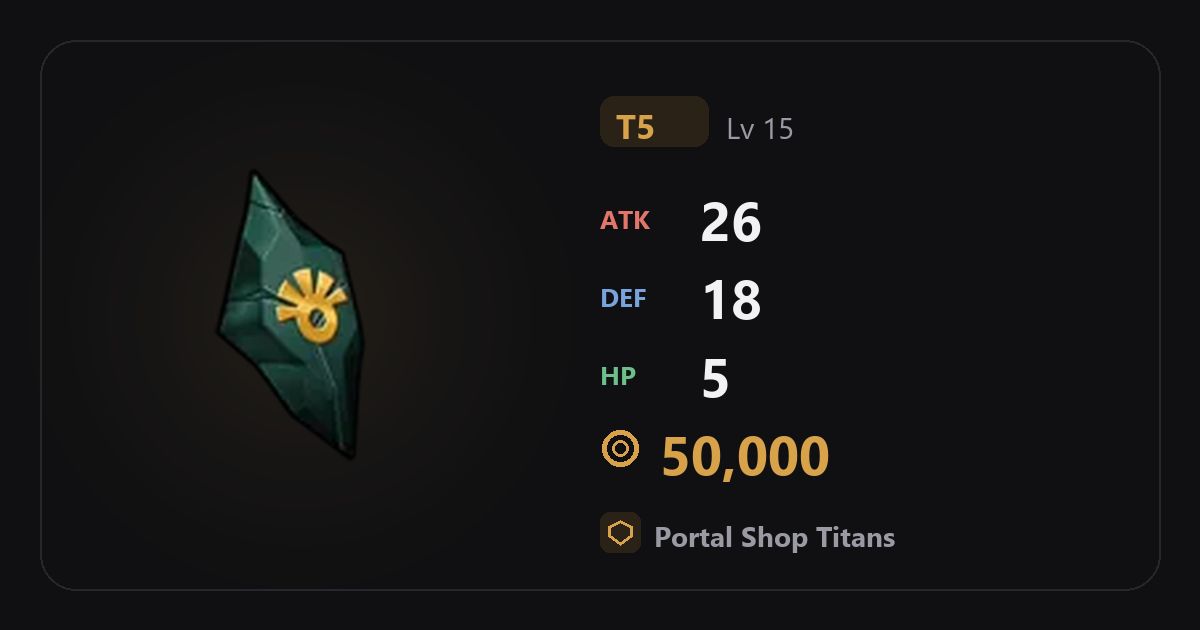 T5 Lv 15
ATK 26
DEF 18
HP 5
50,000
Portal Shop Titans